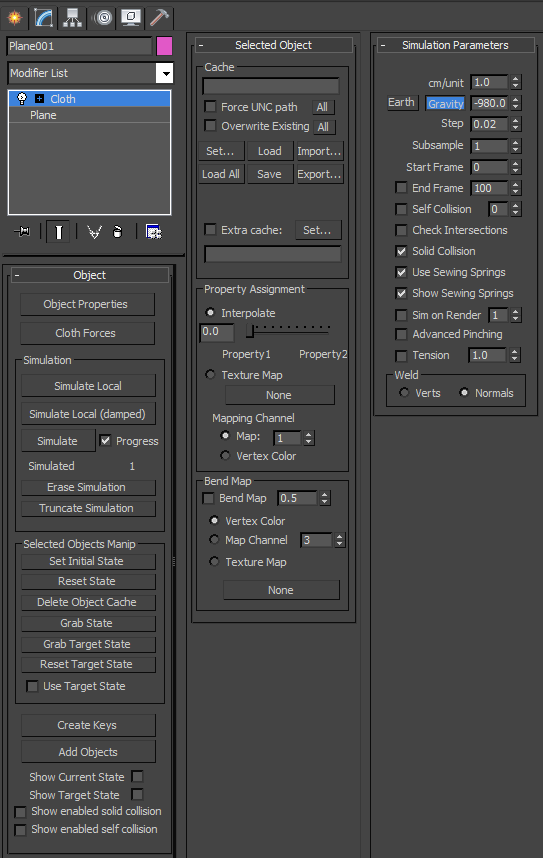 Plane001
Modifier List
Cloth
Plane
Object
Object Properties
Cloth Forces
Simulation
Simulate Local
Simulate Local (damped)
Simulate Progress
Simulated 1
Erase Simulation
Truncate Simulation
Selected Objects Manip
Set Initial State
Reset State
Delete Object Cache
Grab State
Grab Target State
Reset Target State
Use Target State
Create Keys
Add Objects
Show Current State
Show Target State
Show enabled solid collision
Show enabled self collision
- Selected Object
Cache
Force UNC path All
Overwrite Existing All
Set... Load Import...
Load All Save Export...
Extra cache: Set...
Property Assignment
Interpolate
0.0
Property1 Property2
Texture Map
None
Mapping Channel
Map: 1
Vertex Color
Bend Map
Bend Map 0.5
Vertex Color
Map Channel 3
Texture Map
None
- Simulation Parameters
cm/unit 1.0
Earth Gravity -980.0
Step 0.02
Subsample 1
Start Frame 0
End Frame 100
Self Collision 0
Check Intersections
Solid Collision
Use Sewing Springs
Show Sewing Springs
Sim on Render 1
Advanced Pinching
Tension 1.0
Weld
Verts Normals